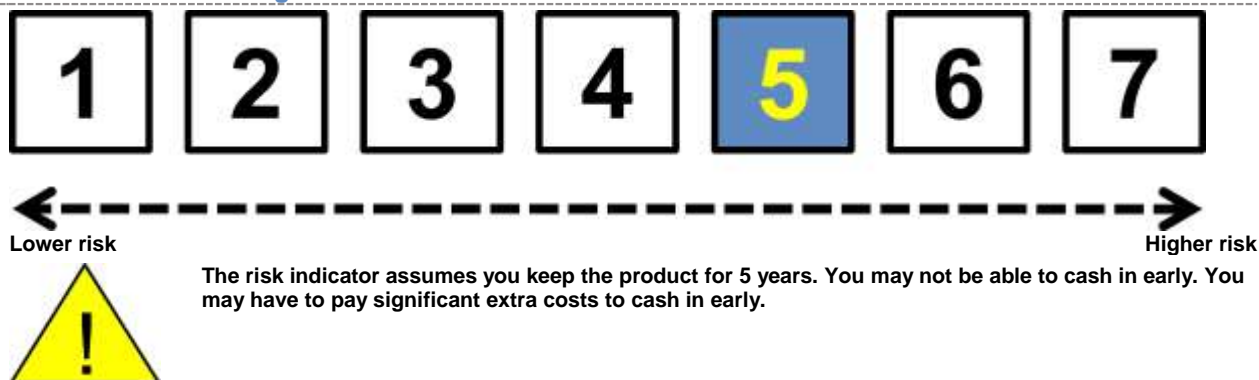 1 2 3 4 5 6 7
Lower risk Higher risk
The risk indicator assumes you keep the product for 5 years. You may not be able to cash in early. You
may have to pay significant extra costs to cash in early.
!